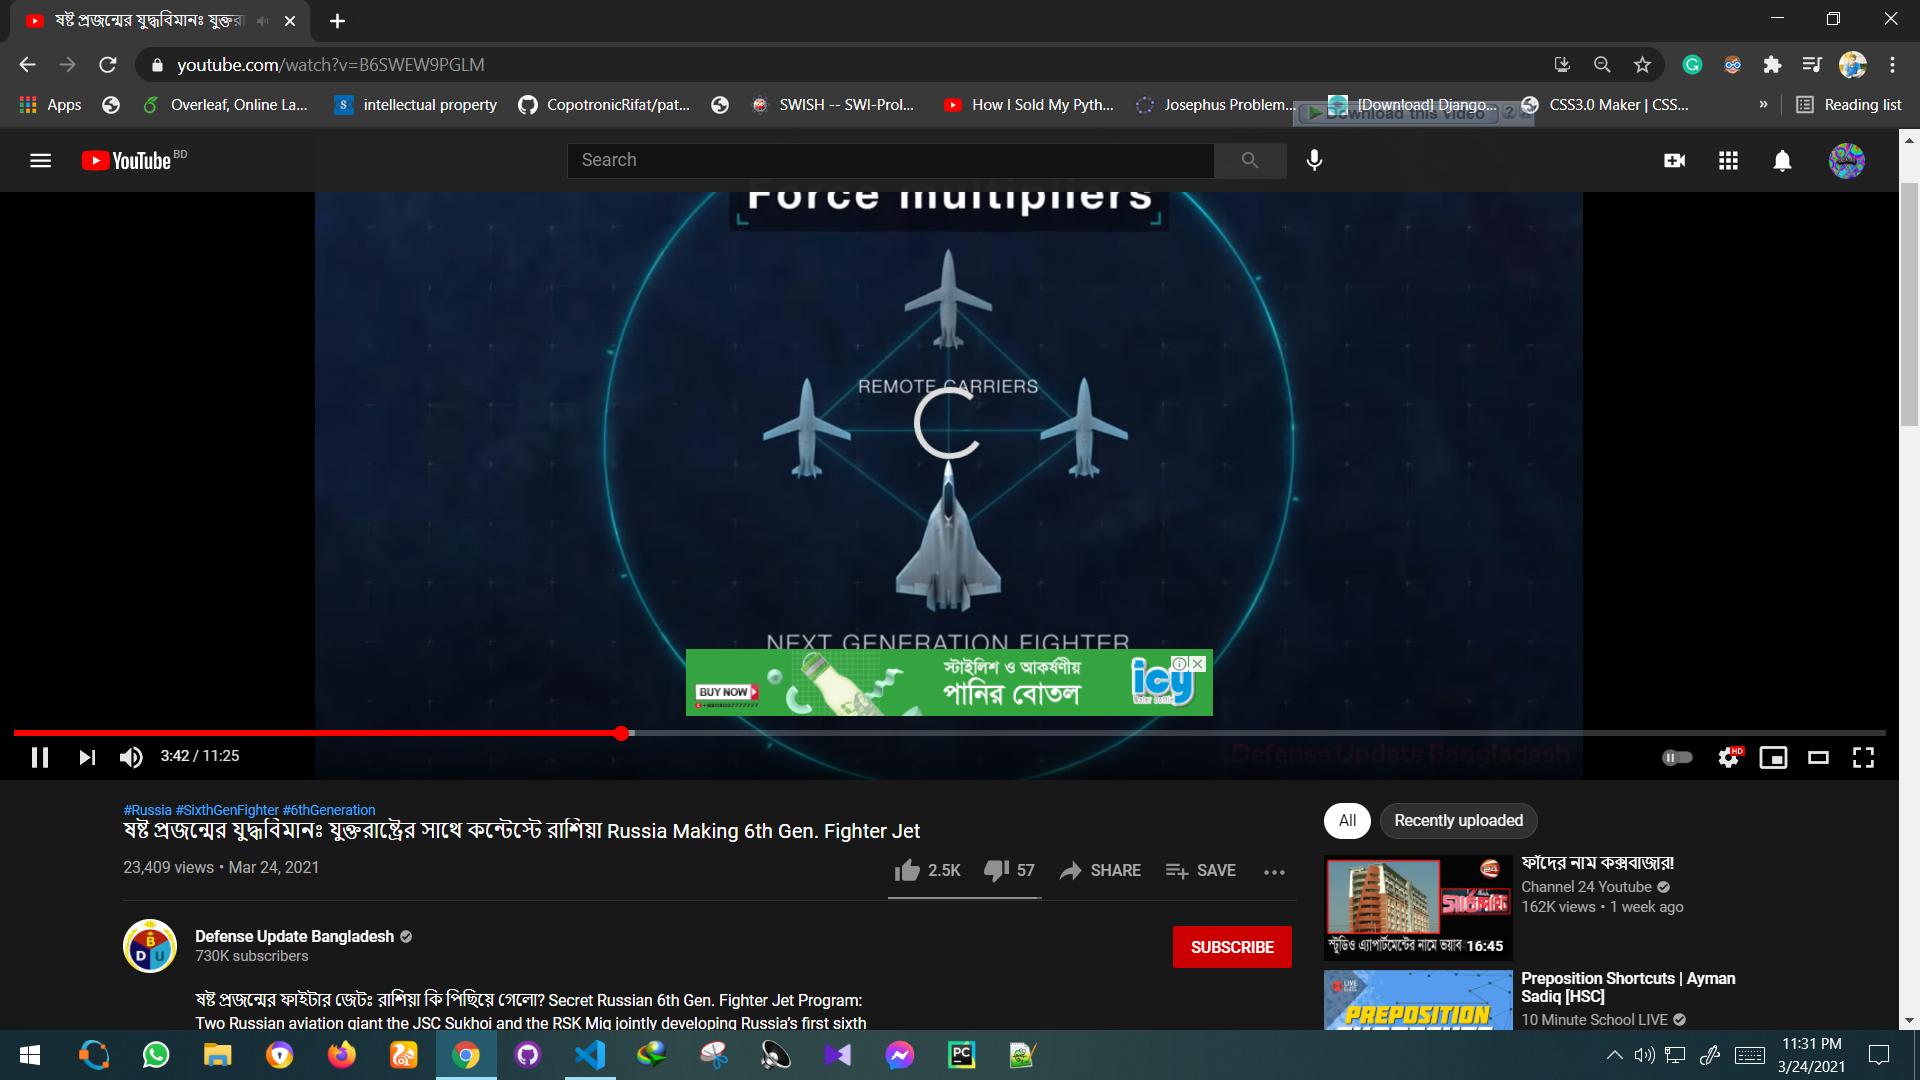 ষষ্ট প্রজন্মের যুদ্ধবিমানঃ যুক্তরা
youtube.com/watch?v=B6SWEW9PGLM
Apps
Overleaf, Online La...
intellectual property
CopotronicRifat/pat...
SWISH -- SWI-Prol...
How I Sold My Pyth...
Josephus Problem...
[Download] Django...
CSS3.0 Maker | CSS...
» Reading list
Download this video
YouTube BD
Search
Force multipliers
REMOTE CARRIERS
NEXT GENERATION FIGHTER
BUY NOW
স্টাইলিশ ও আকর্ষণীয়
পানির বোতল
icy
Defense Update Bangladesh
3:42 / 11:25
HD
#Russia #SixthGenFighter #6thGeneration
ষষ্ট প্রজন্মের যুদ্ধবিমানঃ যুক্তরাষ্ট্রের সাথে কন্টেস্টে রাশিয়া Russia Making 6th Gen. Fighter Jet
23,409 views • Mar 24, 2021
2.5K 57 SHARE SAVE
BDU
Defense Update Bangladesh
730K subscribers
SUBSCRIBE
ষষ্ট প্রজন্মের ফাইটার জেটঃ রাশিয়া কি পিছিয়ে গেলো? Secret Russian 6th Gen. Fighter Jet Program:
Two Russian aviation giant the JSC Sukhoi and the RSK Mig jointly developing Russia's first sixth
All Recently uploaded
24
সার্চলাইট
স্টুডিও এ্যাপার্টমেন্টের নামে ভয়াব
16:45
ফাঁদের নাম কক্সবাজার!
Channel 24 Youtube
162K views • 1 week ago
LIVE
PREPOSITION
Preposition Shortcuts | Ayman
Sadiq [HSC]
10 Minute School LIVE
PC
11:31 PM
3/24/2021